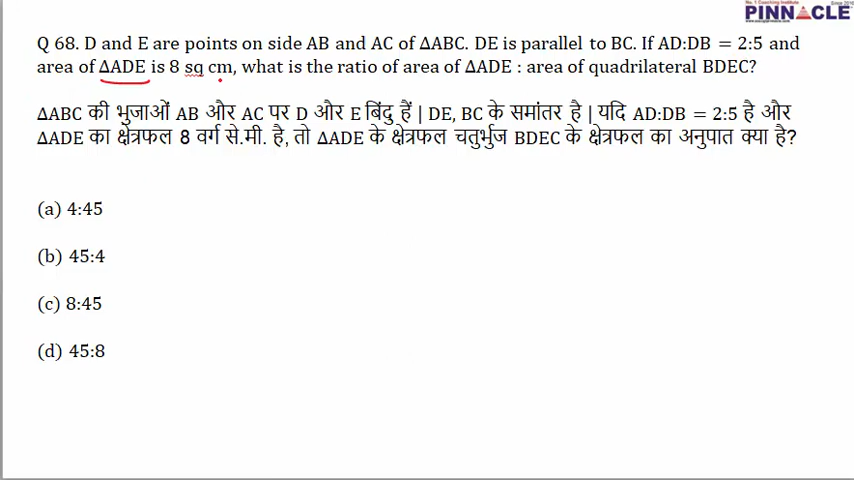 No. 1 Coaching Institute
PINNACLE
Q 68. D and E are points on side AB and AC of ΔABC. DE is parallel to BC. If AD:DB = 2:5 and
area of ΔADE is 8 sq cm, what is the ratio of area of ΔADE : area of quadrilateral BDEC?
ΔABC की भुजाओं AB और AC पर D और E बिंदु हैं | DE, BC के समांतर है | यदि AD:DB = 2:5 है और
ΔADE का क्षेत्रफल 8 वर्ग से.मी. है, तो ΔADE के क्षेत्रफल चतुर्भुज BDEC के क्षेत्रफल का अनुपात क्या है?
(a) 4:45
(b) 45:4
(c) 8:45
(d) 45:8